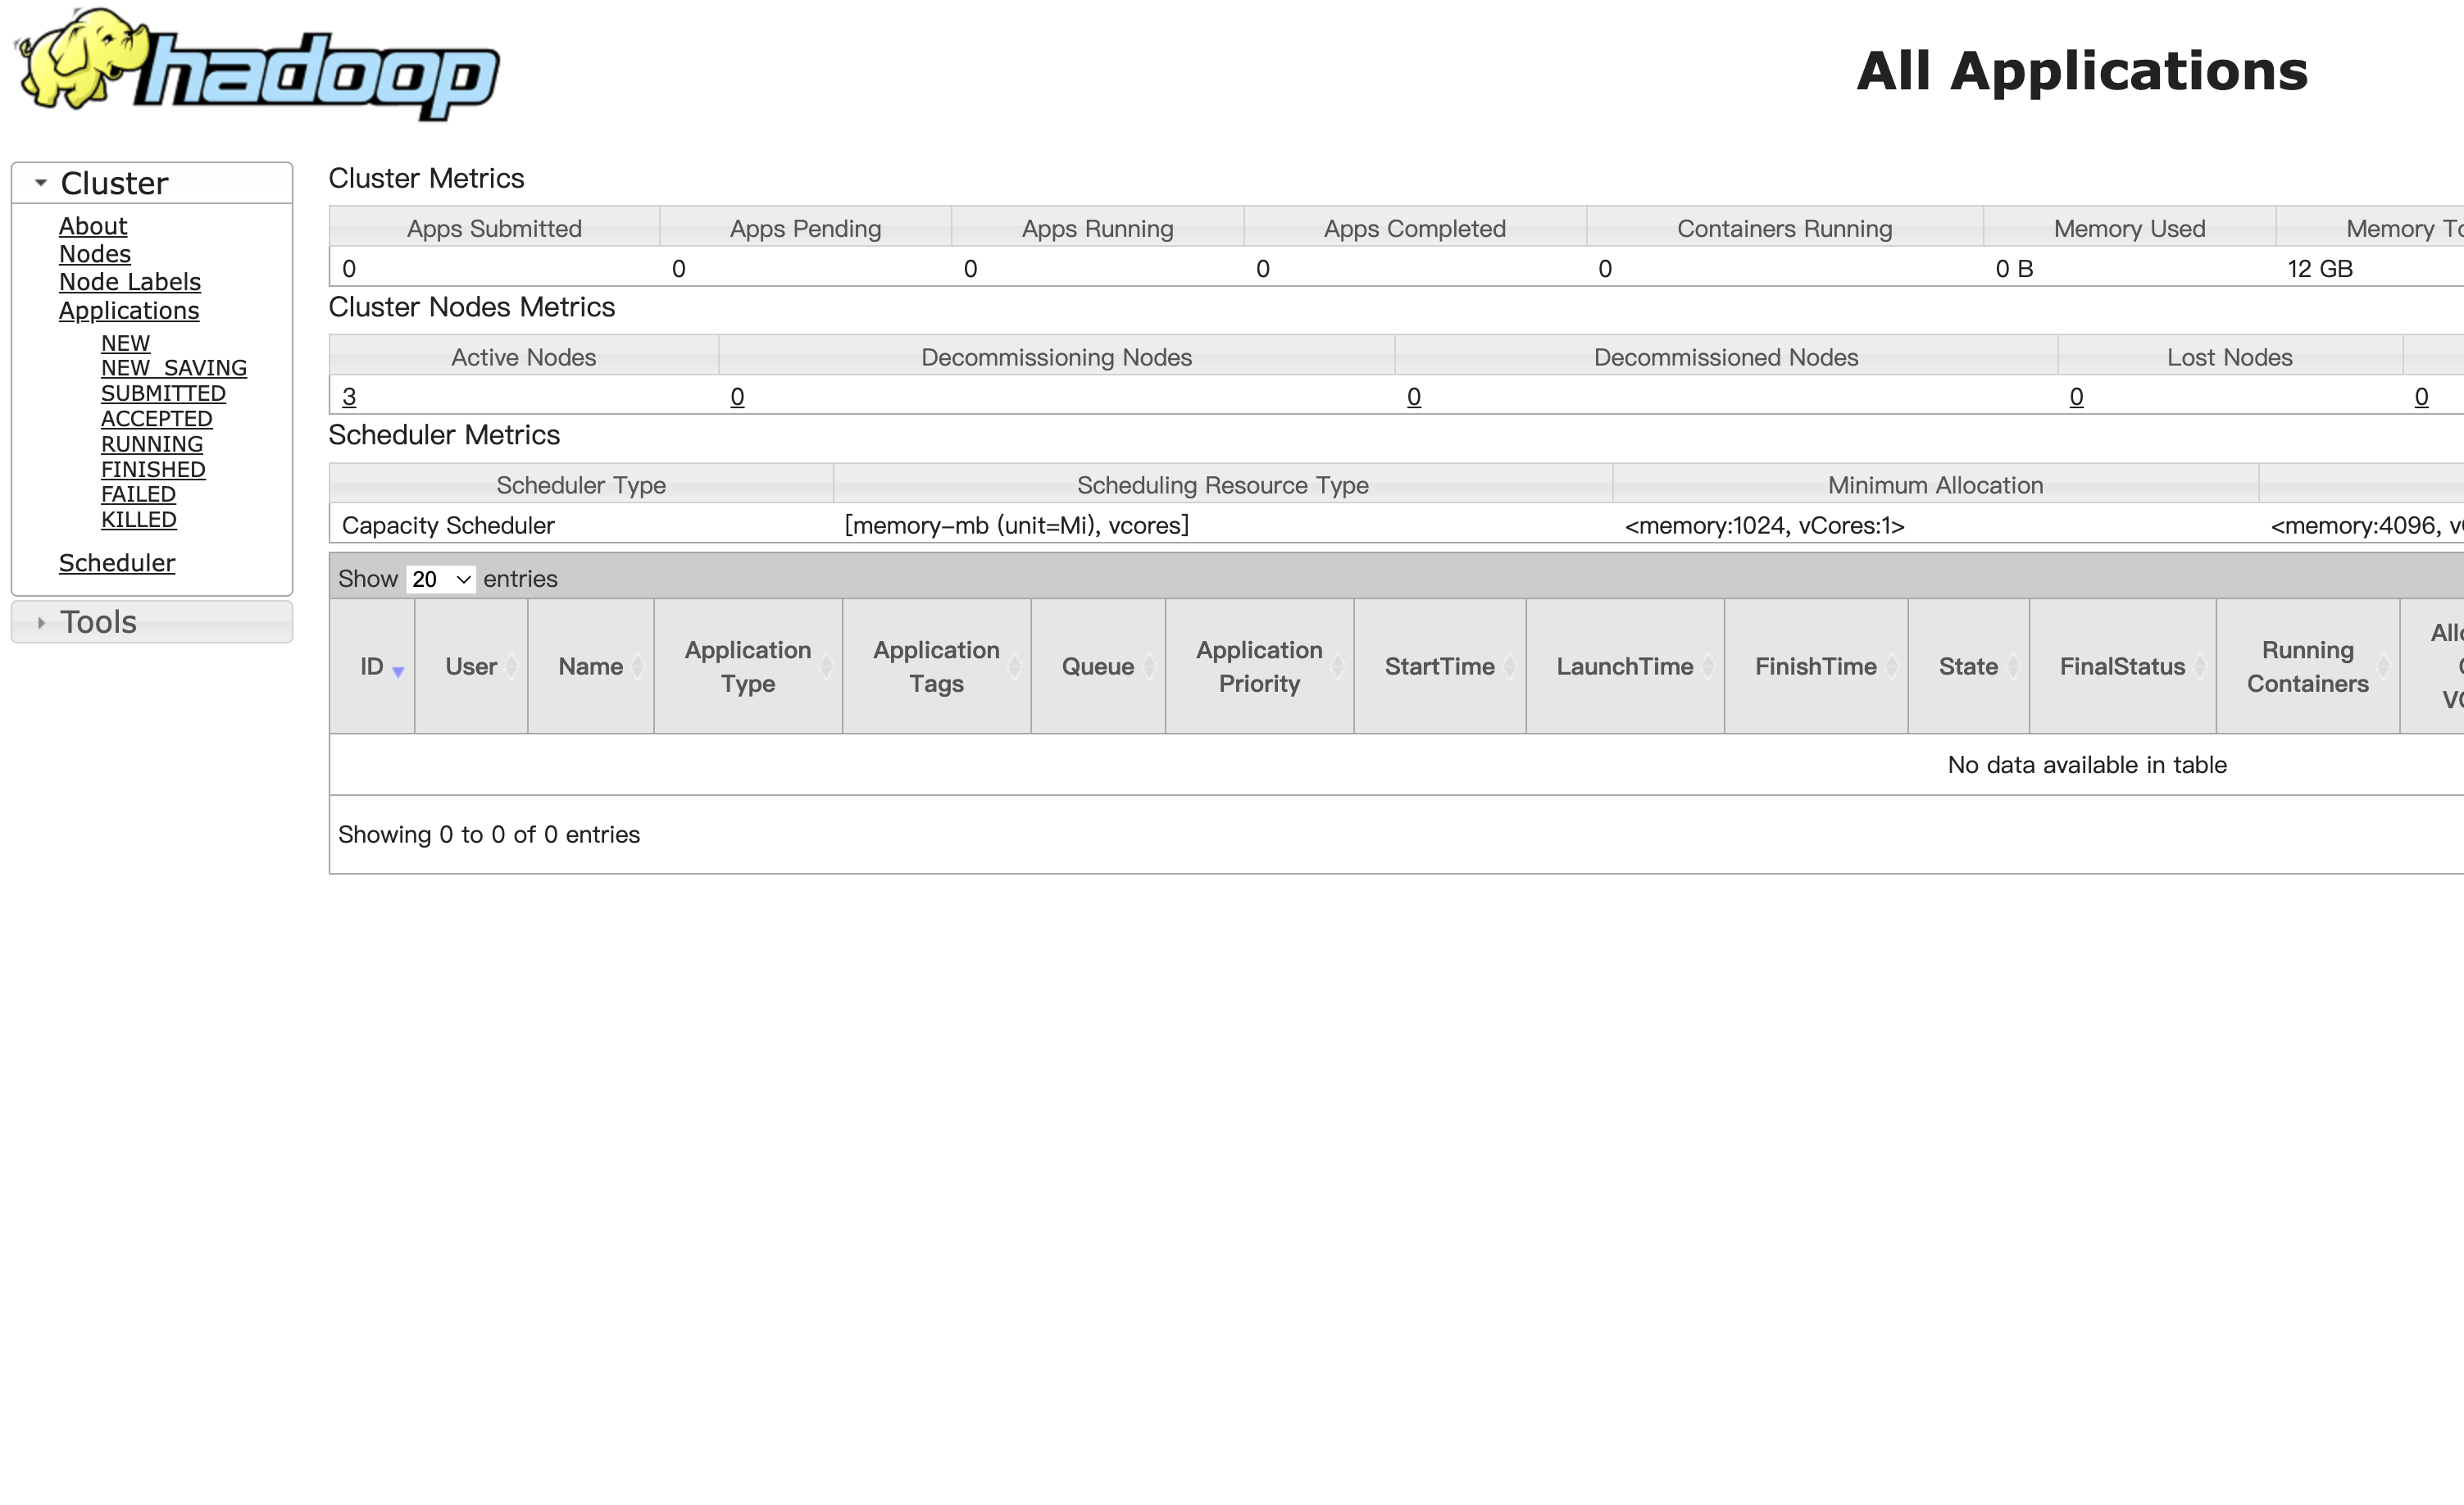 hadoop
All Applications
Cluster
About
Nodes
Node Labels
Applications
NEW
NEW_SAVING
SUBMITTED
ACCEPTED
RUNNING
FINISHED
FAILED
KILLED
Scheduler
Tools
Cluster Metrics
Apps Submitted Apps Pending Apps Running Apps Completed Containers Running Memory Used Memory
0 0 0 0 0 0 B 12 GB
Cluster Nodes Metrics
Active Nodes Decommissioning Nodes Decommissioned Nodes Lost Nodes
3 0 0 0 0
Scheduler Metrics
Scheduler Type Scheduling Resource Type Minimum Allocation
Capacity Scheduler [memory-mb (unit=Mi), vcores] <memory:1024, vCores:1> <memory:4096,
Show 20 entries
ID User Name Application Type Application Tags Queue Application Priority StartTime LaunchTime FinishTime State FinalStatus Running Containers
No data available in table
Showing 0 to 0 of 0 entries